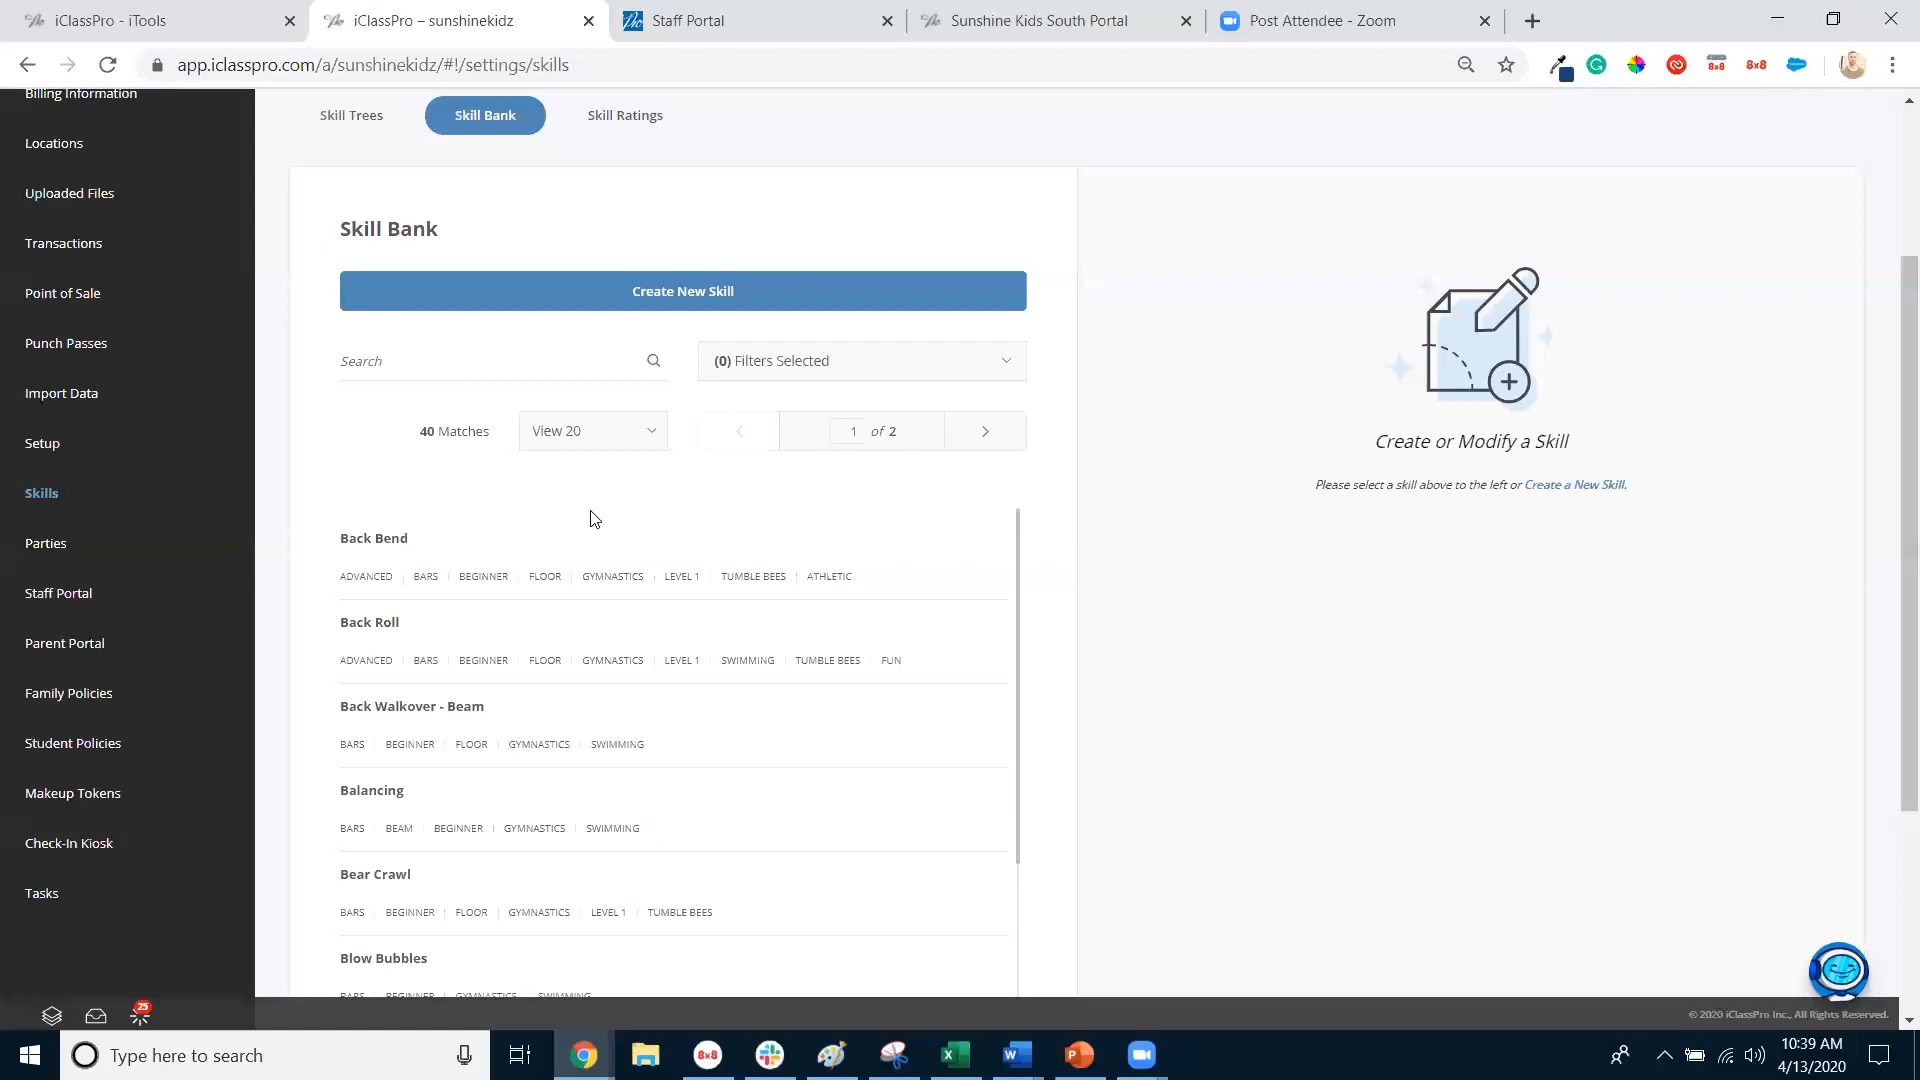 iClassPro - iTools
iClassPro – sunshinekidz
Staff Portal
Sunshine Kids South Portal
Post Attendee - Zoom
app.iclasspro.com/a/sunshinekidz/#!/settings/skills
8x8
8x8
Billing Information
Locations
Uploaded Files
Transactions
Point of Sale
Punch Passes
Import Data
Setup
Skills
Parties
Staff Portal
Parent Portal
Family Policies
Student Policies
Makeup Tokens
Check-In Kiosk
Tasks
25
Skill Trees
Skill Bank
Skill Ratings
Skill Bank
Create New Skill
Search
(0) Filters Selected
40 Matches
View 20
1 of 2
Back Bend
ADVANCED BARS BEGINNER FLOOR GYMNASTICS LEVEL 1 TUMBLE BEES ATHLETIC
Back Roll
ADVANCED BARS BEGINNER FLOOR GYMNASTICS LEVEL 1 SWIMMING TUMBLE BEES FUN
Back Walkover - Beam
BARS BEGINNER FLOOR GYMNASTICS SWIMMING
Balancing
BARS BEAM BEGINNER GYMNASTICS SWIMMING
Bear Crawl
BARS BEGINNER FLOOR GYMNASTICS LEVEL 1 TUMBLE BEES
Blow Bubbles
BARS BEGINNER GYMNASTICS SWIMMING
Create or Modify a Skill
Please select a skill above to the left or Create a New Skill.
© 2020 iClassPro Inc., All Rights Reserved.
Type here to search
8x8
10:39 AM
4/13/2020